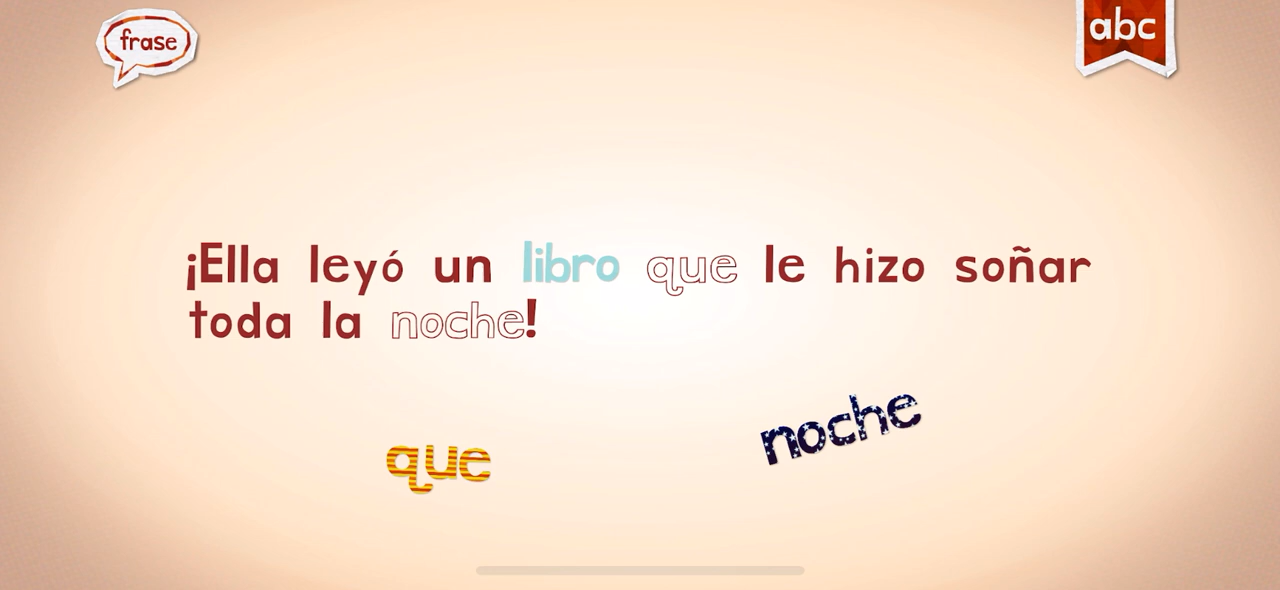 frase
abc
¡Ella leyó un libro que le hizo soñar
toda la noche!
que
noche